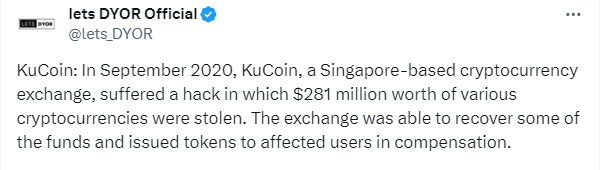 lets DYOR Official
@lets_DYOR
LETS DYOR
KuCoin: In September 2020, KuCoin, a Singapore-based cryptocurrency
exchange, suffered a hack in which $281 million worth of various
cryptocurrencies were stolen. The exchange was able to recover some of
the funds and issued tokens to affected users in compensation.